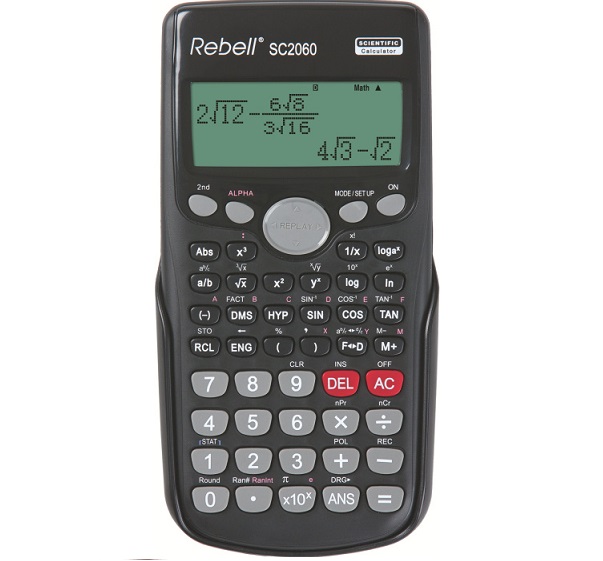 Rebell® SC2060
SCIENTIFIC
Calculator
Math ▲
2√12-6√8/3√16
4√3-√2
2nd ALPHA MODE/SET UP ON
REPLAY
: x!
Abs x³ 1/x logaˣ
aᵇ⁄c ³√x ˣ√y 10ˣ eˣ
a/b √x x² yˣ log ln
A FACT B C SIN⁻¹ D COS⁻¹ E TAN⁻¹ F
(–) DMS HYP SIN COS TAN
STO ← % , X aᵇ⁄c↔ᵈ⁄c Y M– M
RCL ENG ( ) F↔D M+
CLR INS OFF
7 8 9 DEL AC
nPr nCr
4 5 6 × ÷
[STAT] POL REC
1 2 3 + −
Round Ran# RanInt π e DRG▸
0 . x10ˣ ANS =